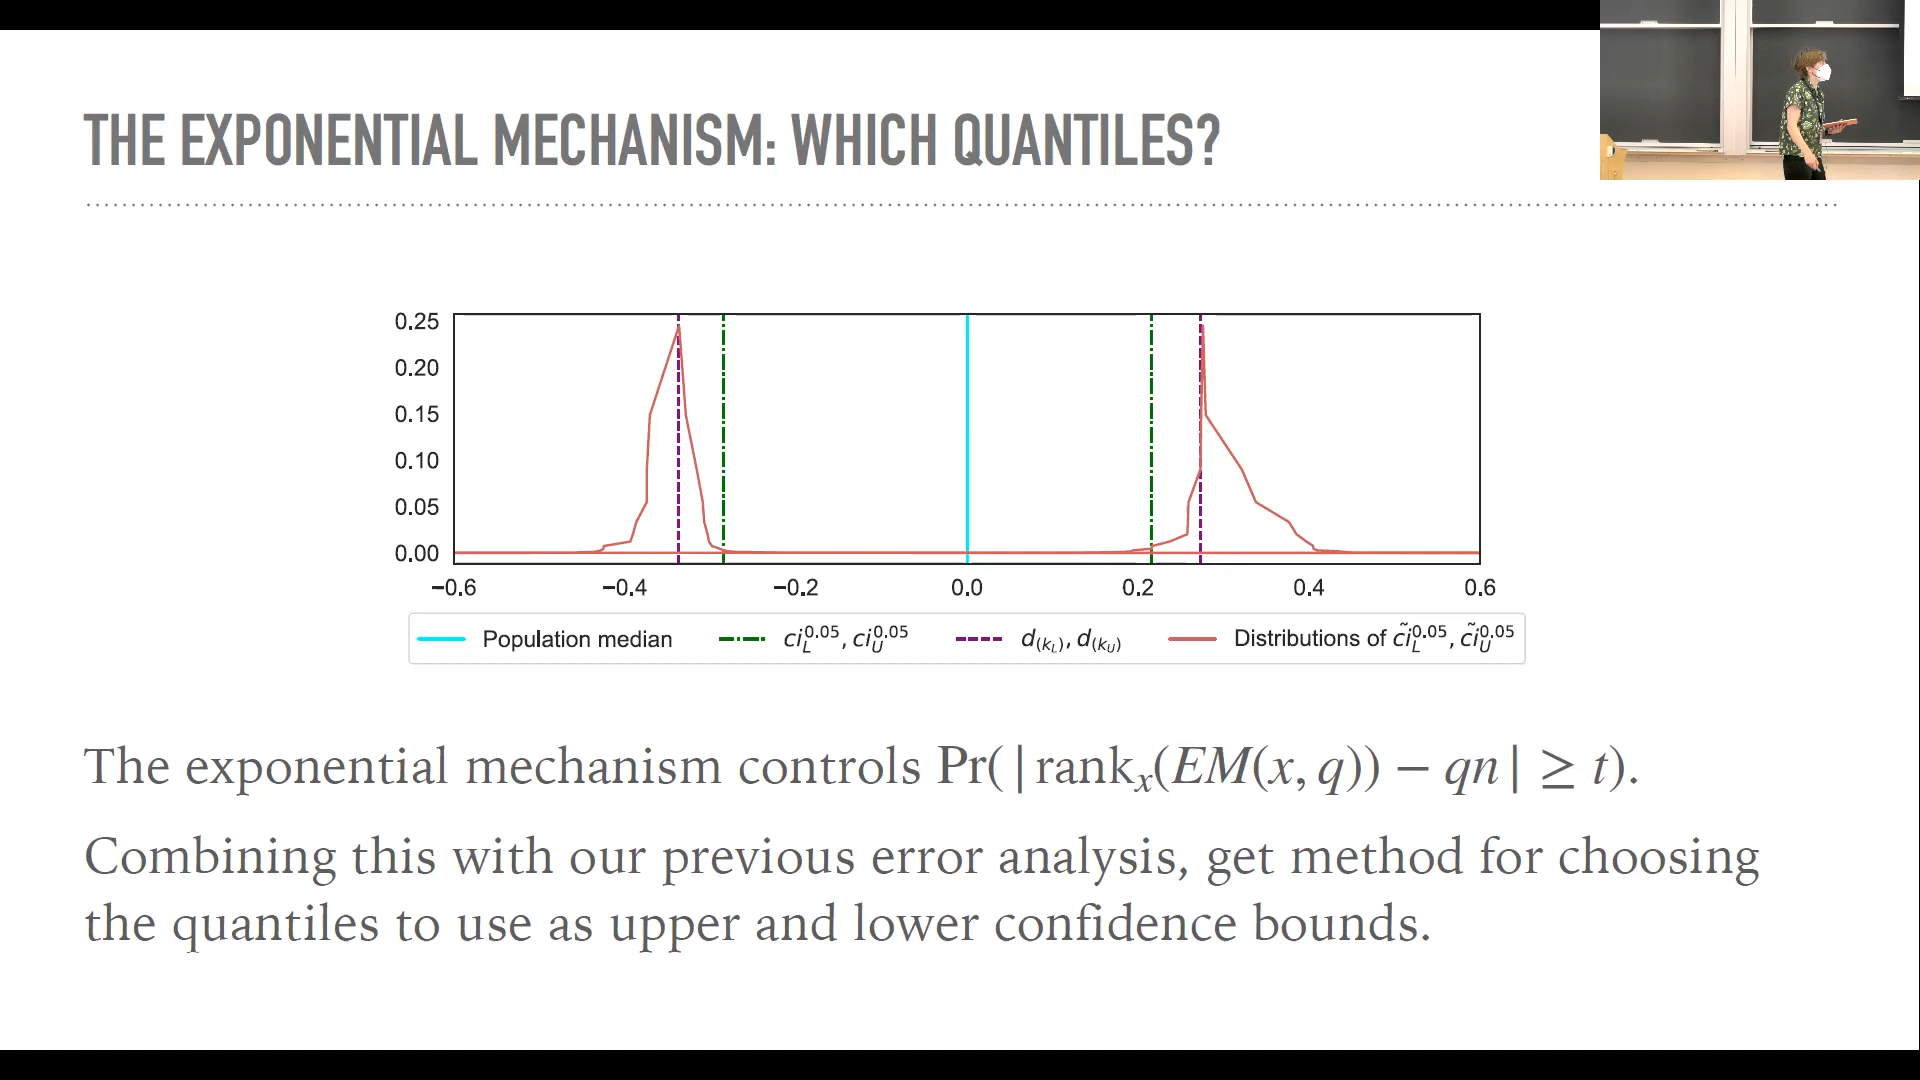 THE EXPONENTIAL MECHANISM: WHICH QUANTILES?
0.25
0.20
0.15
0.10
0.05
0.00
−0.6 −0.4 −0.2 0.0 0.2 0.4 0.6
Population median ci_L^0.05, ci_U^0.05 d_(k_L), d_(k_U) Distributions of c̃i_L^0.05, c̃i_U^0.05
The exponential mechanism controls Pr(|rank_x(EM(x, q)) − qn| ≥ t).
Combining this with our previous error analysis, get method for choosing
the quantiles to use as upper and lower confidence bounds.